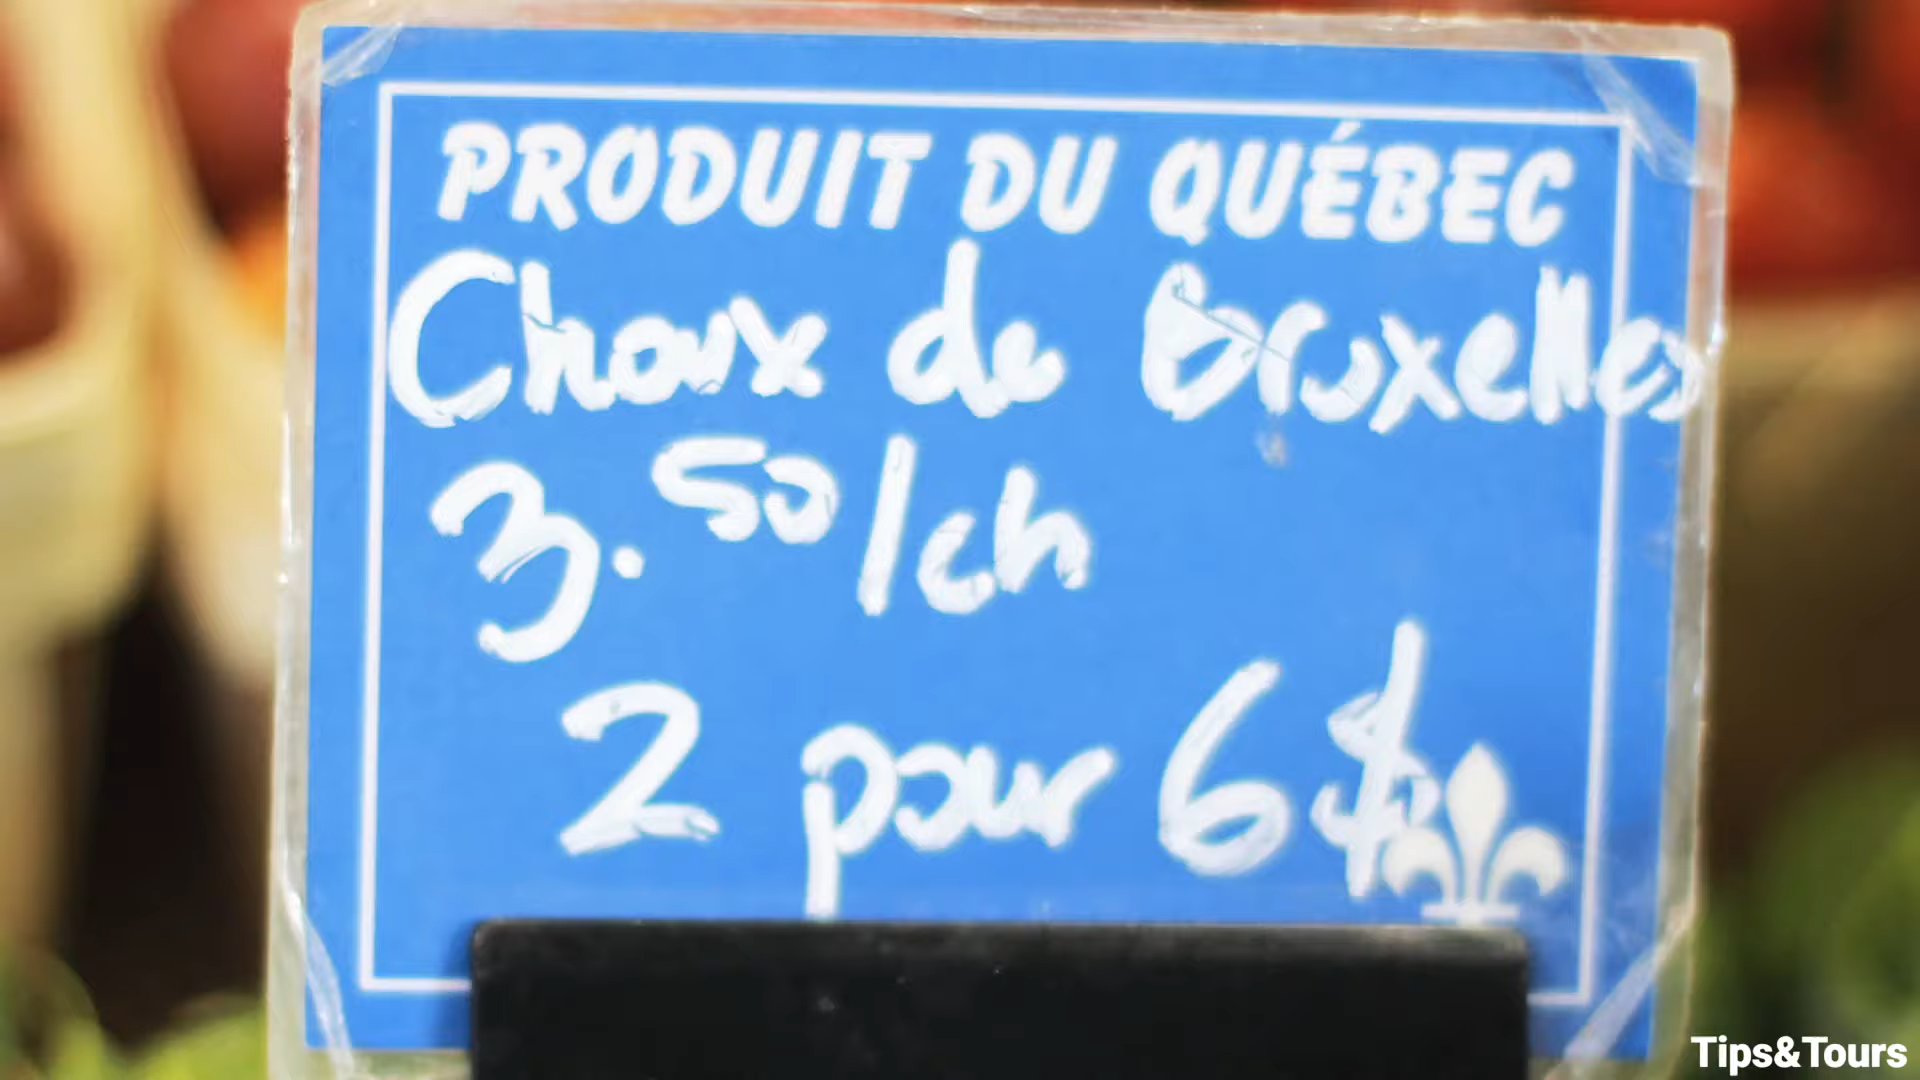 PRODUIT DU QUÉBEC
Choux de Bruxelles
3.50/ch
2 pour 6$
Tips&Tours